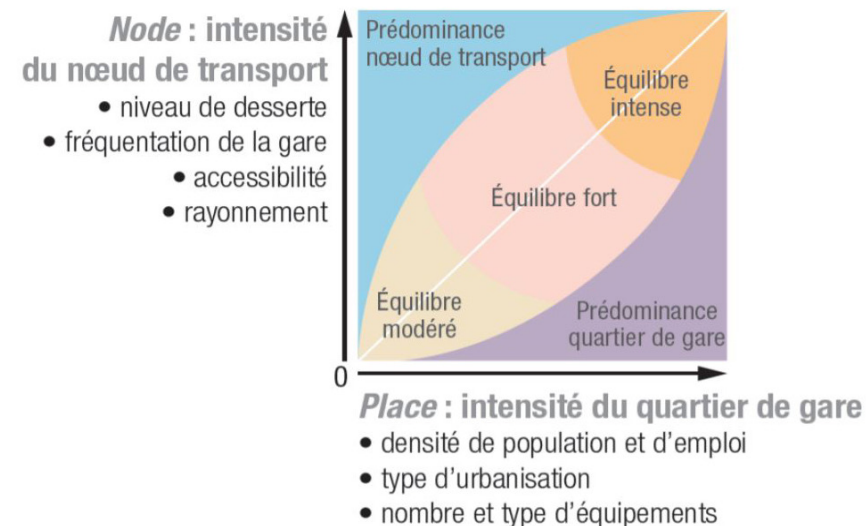 Node : intensité
du nœud de transport
• niveau de desserte
• fréquentation de la gare
• accessibilité
• rayonnement
Prédominance
nœud de transport
Équilibre
intense
Équilibre fort
Équilibre
modéré
Prédominance
quartier de gare
0
Place : intensité du quartier de gare
• densité de population et d'emploi
• type d'urbanisation
• nombre et type d'équipements